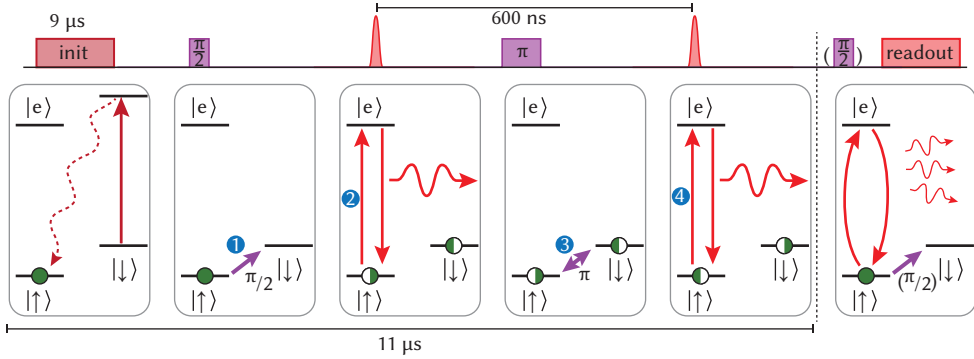 9 μs
600 ns
init
π/2
π
(π/2)
readout
|e⟩
|e⟩
|e⟩
|e⟩
|e⟩
|e⟩
2
4
1
3
|↓⟩
π/2
|↓⟩
|↓⟩
π
|↓⟩
|↓⟩
(π/2)
|↓⟩
|↑⟩
|↑⟩
|↑⟩
|↑⟩
|↑⟩
|↑⟩
11 μs